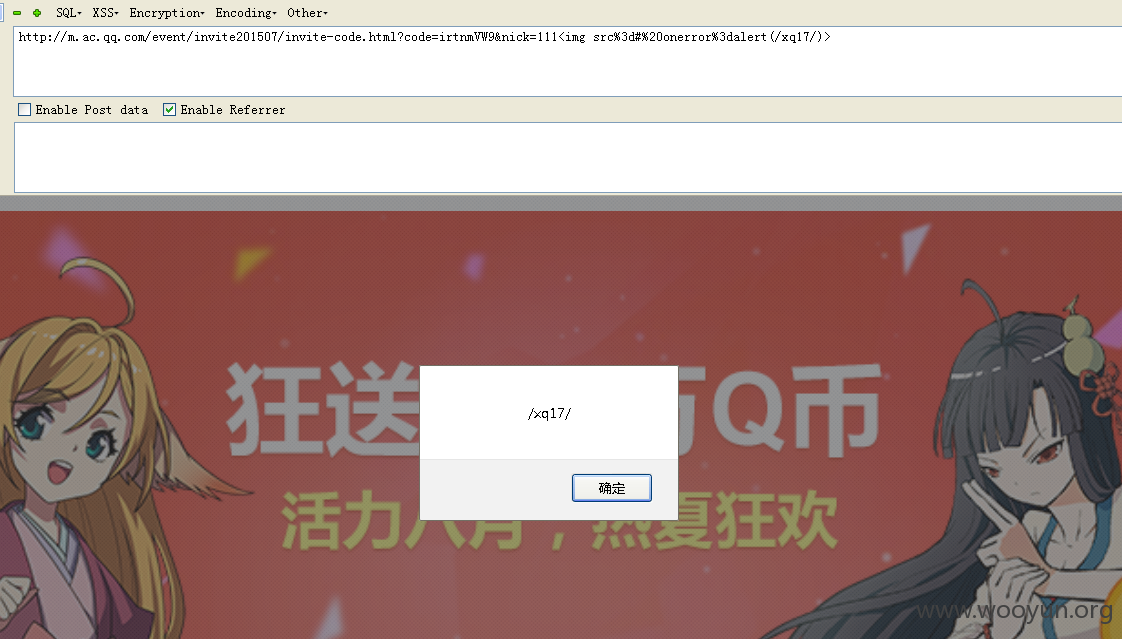 SQL▾ XSS▾ Encryption▾ Encoding▾ Other▾
http://m.ac.qq.com/event/invite201507/invite-code.html?code=irtnmVW9&nick=111<img src%3d#%20onerror%3dalert(/xq17/)>
Enable Post data Enable Referrer
狂送 万Q币
/xq17/
确定
活力八月，热夏狂欢
www.wooyun.org